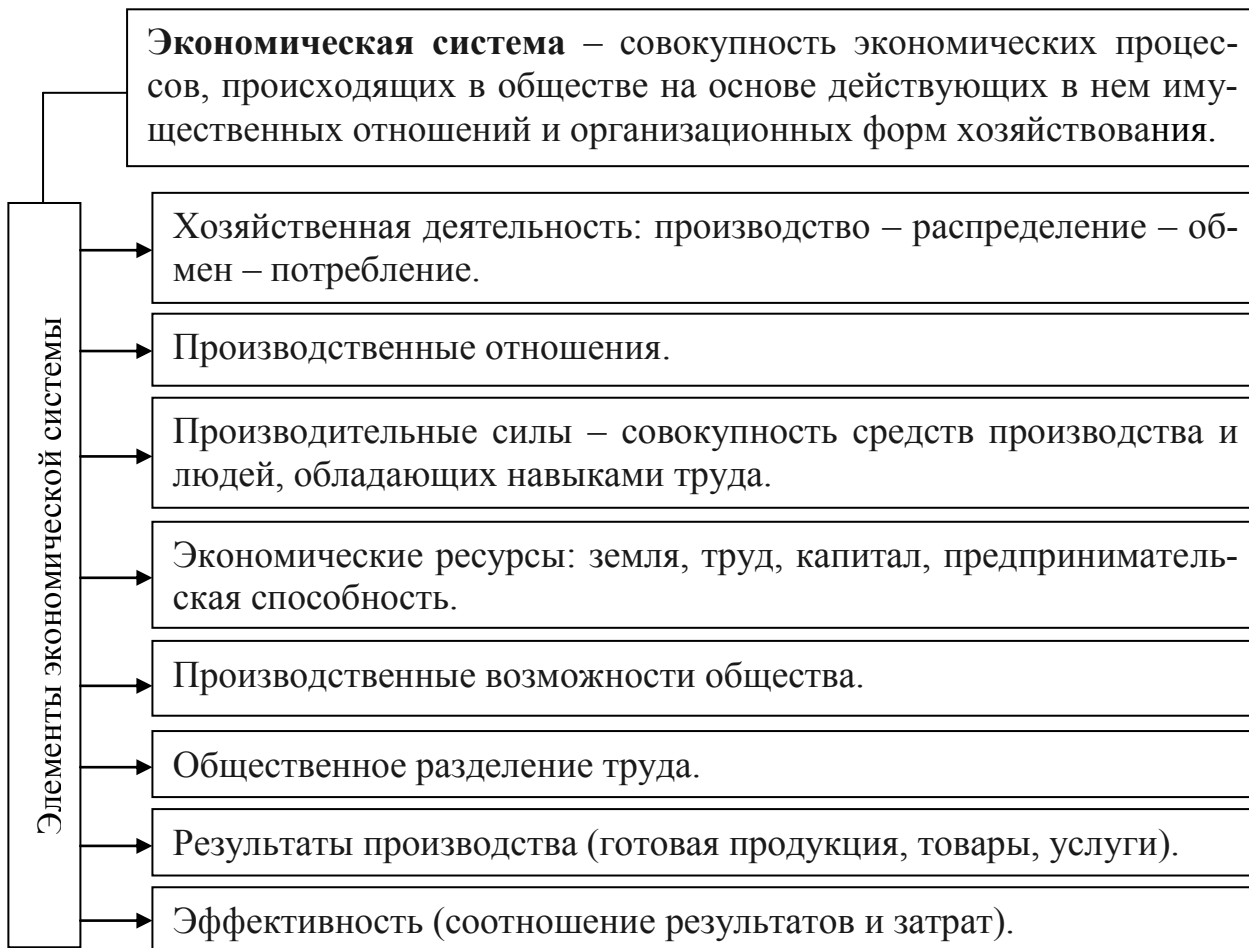 Экономическая система – совокупность экономических процес-
сов, происходящих в обществе на основе действующих в нем иму-
щественных отношений и организационных форм хозяйствования.
Элементы экономической системы
Хозяйственная деятельность: производство – распределение – об-
мен – потребление.
Производственные отношения.
Производительные силы – совокупность средств производства и
людей, обладающих навыками труда.
Экономические ресурсы: земля, труд, капитал, предприниматель-
ская способность.
Производственные возможности общества.
Общественное разделение труда.
Результаты производства (готовая продукция, товары, услуги).
Эффективность (соотношение результатов и затрат).